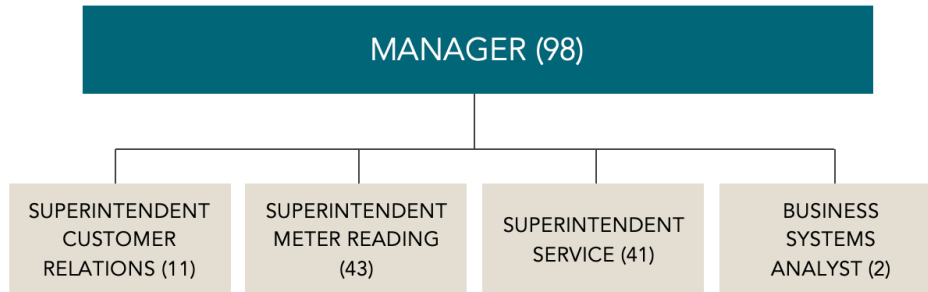 MANAGER (98)
SUPERINTENDENT
CUSTOMER
RELATIONS (11)
SUPERINTENDENT
METER READING
(43)
SUPERINTENDENT
SERVICE (41)
BUSINESS
SYSTEMS
ANALYST (2)